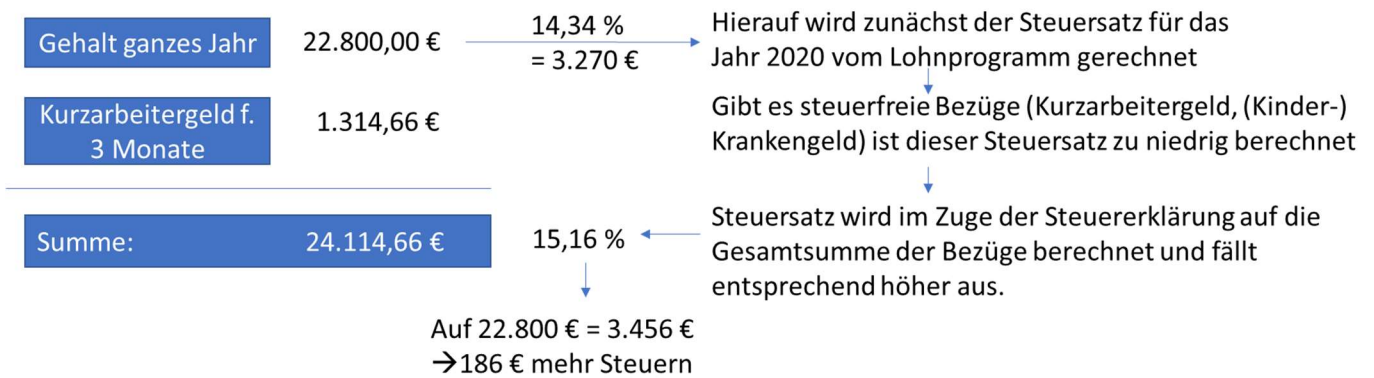 Gehalt ganzes Jahr 22.800,00 € 14,34 %
= 3.270 €
Hierauf wird zunächst der Steuersatz für das
Jahr 2020 vom Lohnprogramm gerechnet
Kurzarbeitergeld f.
3 Monate
1.314,66 €
Gibt es steuerfreie Bezüge (Kurzarbeitergeld, (Kinder-)
Krankengeld) ist dieser Steuersatz zu niedrig berechnet
Summe: 24.114,66 € 15,16 %
Steuersatz wird im Zuge der Steuererklärung auf die
Gesamtsumme der Bezüge berechnet und fällt
entsprechend höher aus.
Auf 22.800 € = 3.456 €
→186 € mehr Steuern